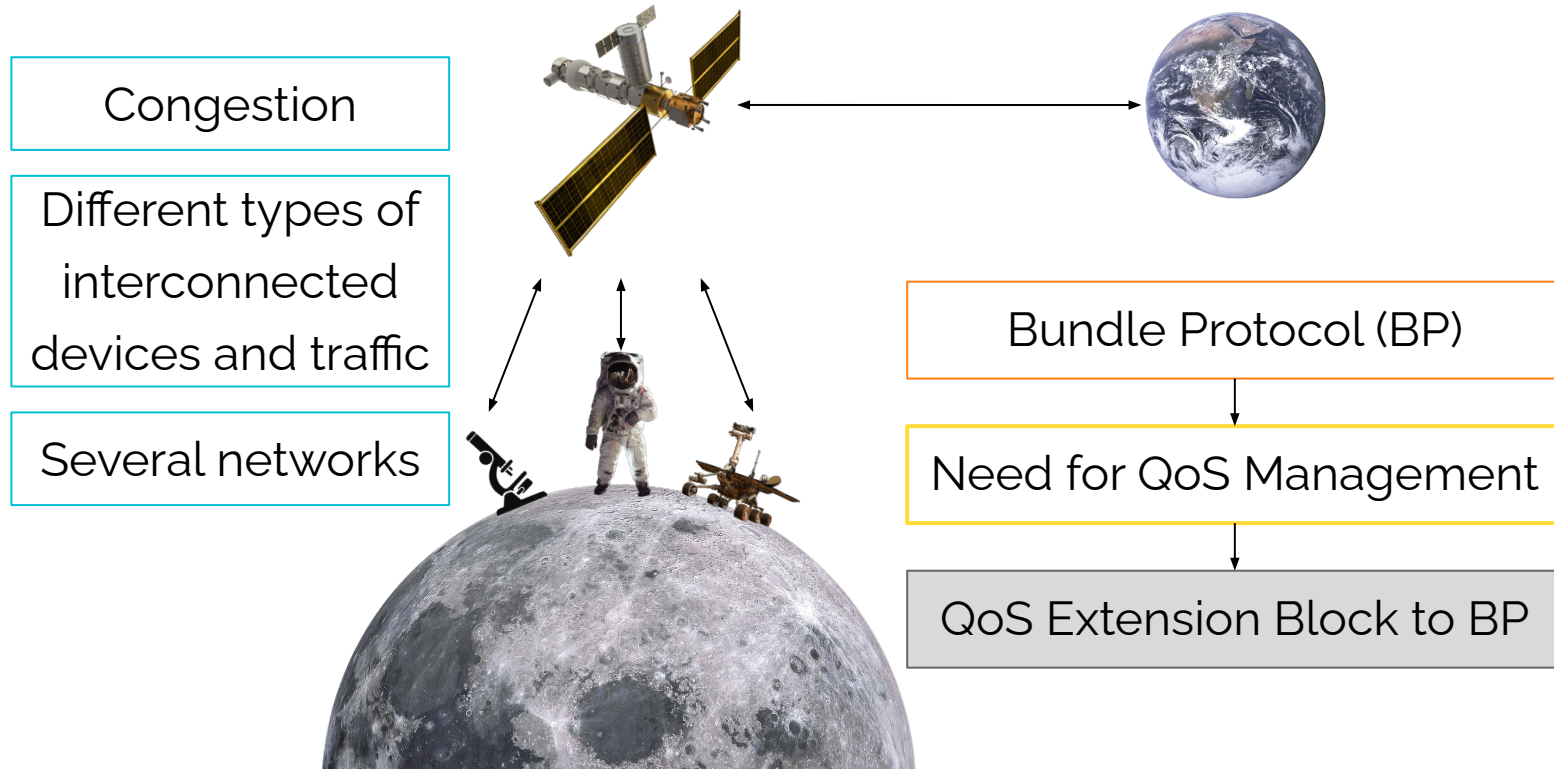 Congestion
Different types of
interconnected
devices and traffic
Several networks
Bundle Protocol (BP)
Need for QoS Management
QoS Extension Block to BP